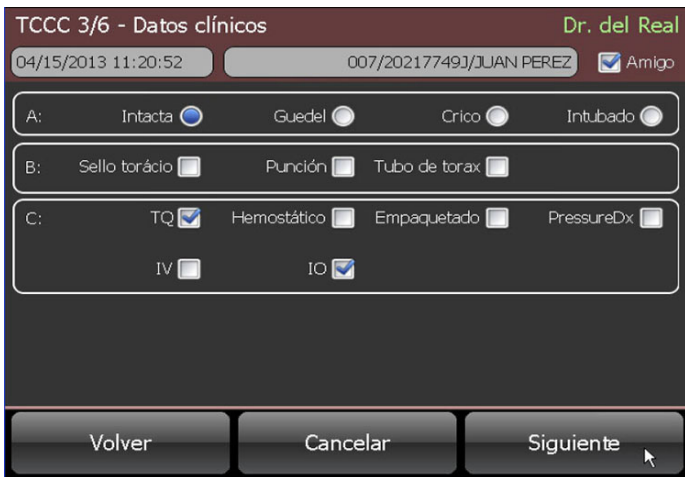 TCCC 3/6 - Datos clínicos Dr. del Real
04/15/2013 11:20:52 007/20217749J/JUAN PEREZ Amigo
A: Intacta Guedel Crico Intubado
B: Sello torácio Punción Tubo de torax
C: TQ Hemostático Empaquetado PressureDx
IV IO
Volver Cancelar Siguiente